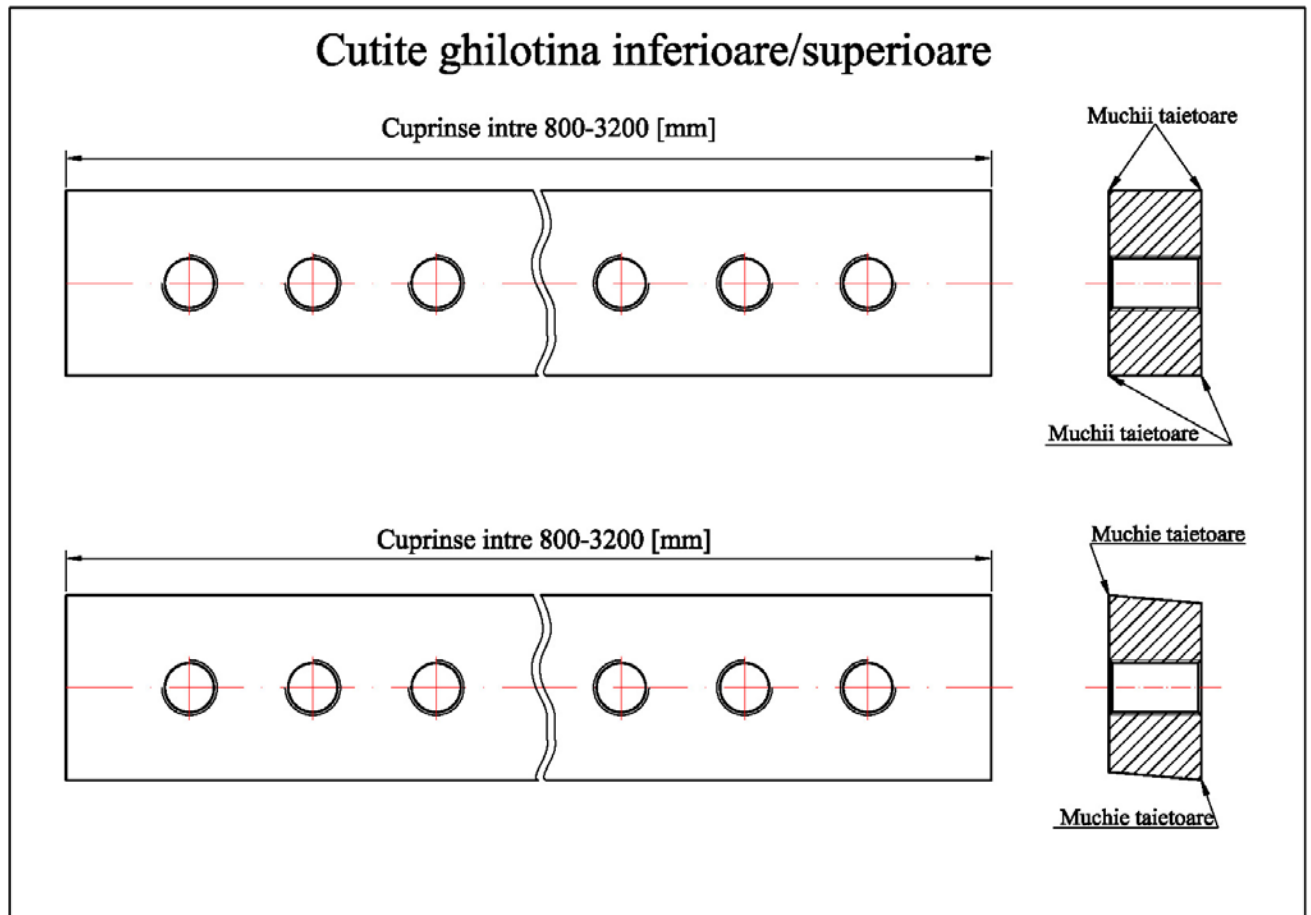 Cutite ghilotina inferioare/superioare
Cuprinse intre 800-3200 [mm]
Muchii taietoare
Muchii taietoare
Cuprinse intre 800-3200 [mm]
Muchie taietoare
Muchie taietoare